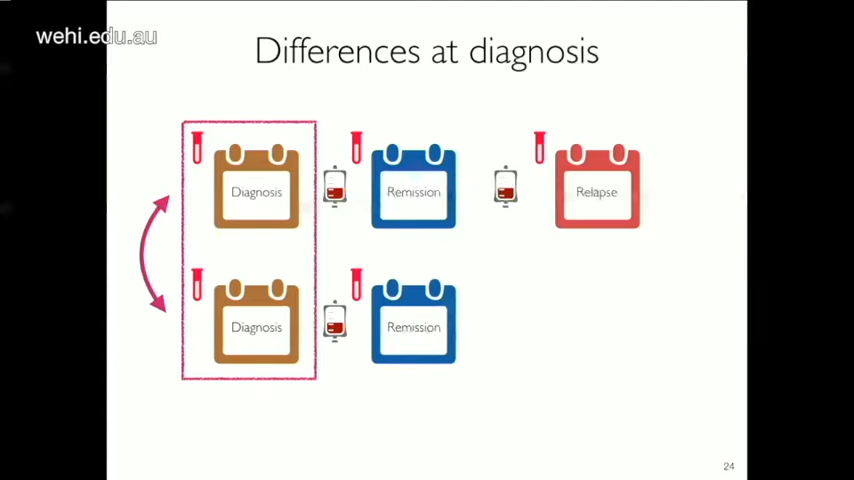 wehi.edu.au
Differences at diagnosis
Diagnosis
Remission
Relapse
Diagnosis
Remission
24